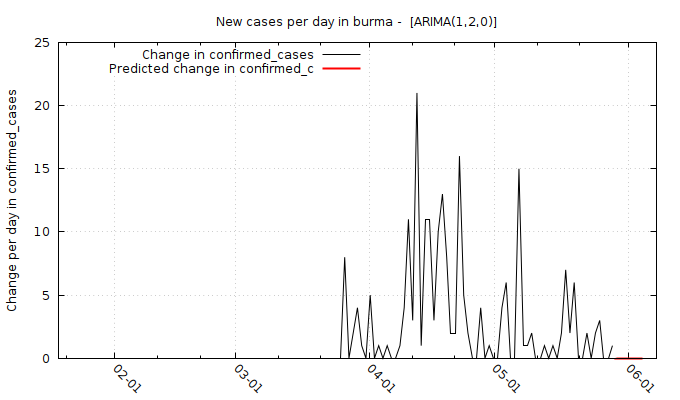 New cases per day in burma -  [ARIMA(1,2,0)]
Change in confirmed_cases
Predicted change in confirmed_c
Change per day in confirmed_cases
25
20
15
10
5
0
02-01
03-01
04-01
05-01
06-01